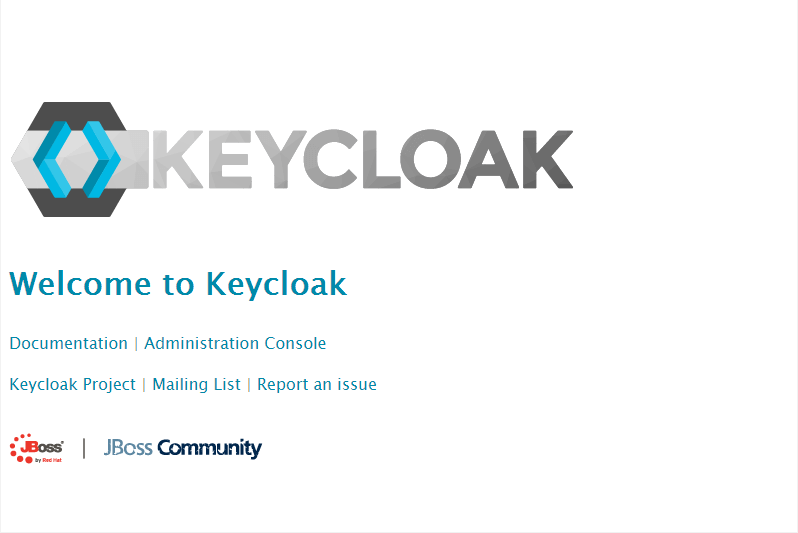 KEYCLOAK
Welcome to Keycloak
Documentation | Administration Console
Keycloak Project | Mailing List | Report an issue
JBoss by Red Hat | JBoss Community